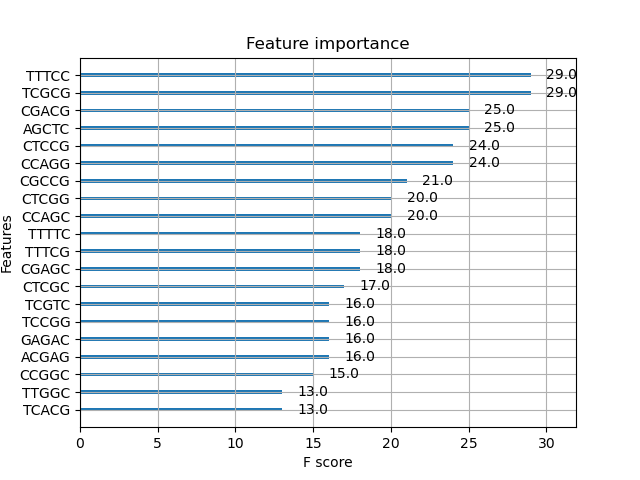 Feature importance
TTTCC 29.0
TCGCG 29.0
CGACG 25.0
AGCTC 25.0
CTCCG 24.0
CCAGG 24.0
CGCCG 21.0
CTCGG 20.0
CCAGC 20.0
TTTTC 18.0
TTTCG 18.0
CGAGC 18.0
CTCGC 17.0
TCGTC 16.0
TCCGG 16.0
GAGAC 16.0
ACGAG 16.0
CCGGC 15.0
TTGGC 13.0
TCACG 13.0
Features
0 5 10 15 20 25 30
F score